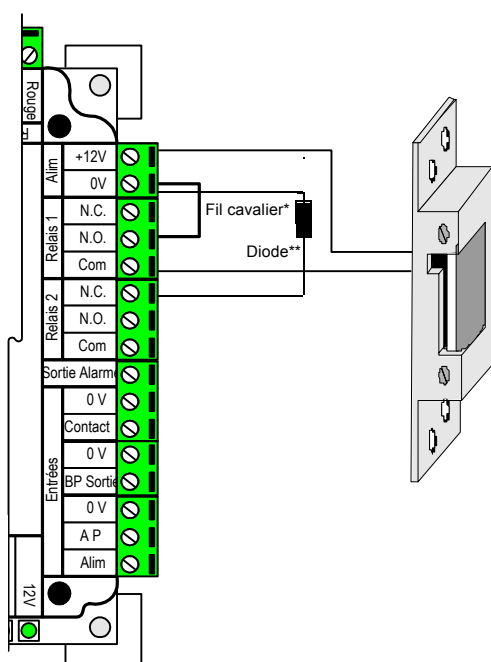 Rouge
Alim
+12V
0V
Relais 1
N.C.
N.O.
Com
Relais 2
N.C.
N.O.
Com
Sortie Alarme
Entrées
0 V
Contact
0 V
BP Sortie
0 V
A P
Alim
12V
Fil cavalier*
Diode**